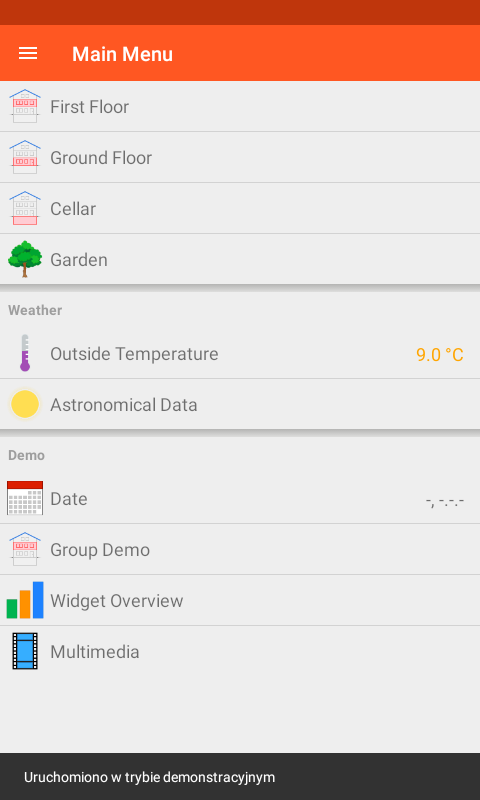 Main Menu
First Floor
Ground Floor
Cellar
Garden
Weather
Outside Temperature
9.0 °C
Astronomical Data
Demo
Date
-, -.-.-
Group Demo
Widget Overview
Multimedia
Uruchomiono w trybie demonstracyjnym